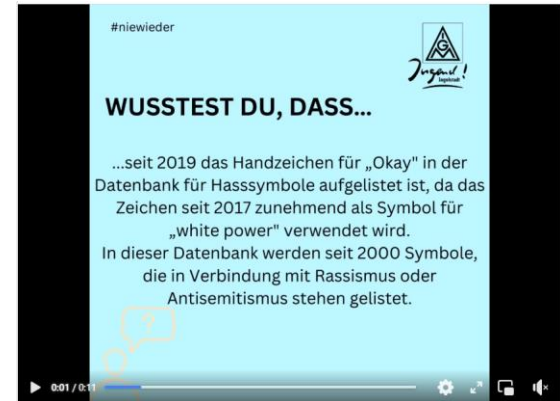 #niewieder
IGM
Jugend!
Ingolstadt
WUSSTEST DU, DASS...
...seit 2019 das Handzeichen für „Okay" in der
Datenbank für Hasssymbole aufgelistet ist, da das
Zeichen seit 2017 zunehmend als Symbol für
„white power" verwendet wird.
In dieser Datenbank werden seit 2000 Symbole,
die in Verbindung mit Rassismus oder
Antisemitismus stehen gelistet.
?
0:01 / 0:11